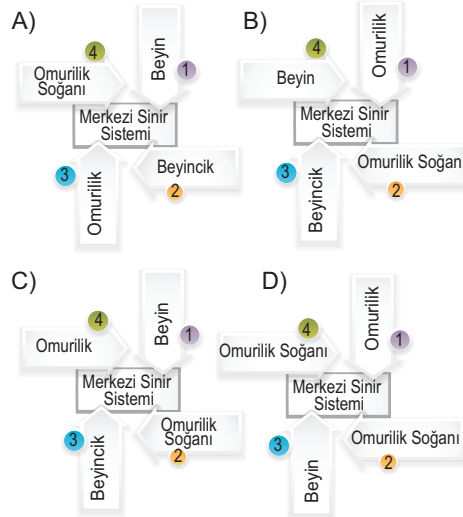 A)
4
Omurilik
Soğanı
Beyin
1
Merkezi Sinir
Sistemi
3
Omurilik
Beyincik
2
B)
4
Beyin
Omurilik
1
Merkezi Sinir
Sistemi
3
Beyincik
Omurilik Soğan
2
C)
4
Omurilik
Beyin
1
Merkezi Sinir
Sistemi
3
Beyincik
Omurilik
Soğanı
2
D)
4
Omurilik Soğanı
Omurilik
1
Merkezi Sinir
Sistemi
3
Beyin
Omurilik Soğanı
2